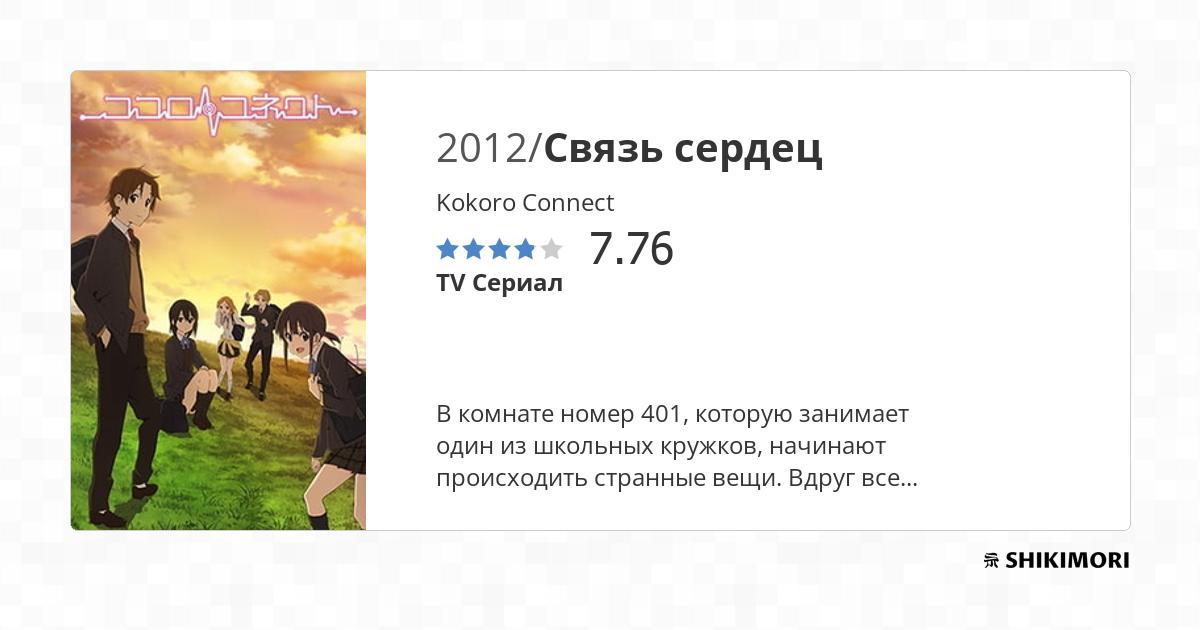 ココロコネクト
2012/Связь сердец
Kokoro Connect
7.76
TV Сериал
В комнате номер 401, которую занимает
один из школьных кружков, начинают
происходить странные вещи. Вдруг все...
SHIKIMORI